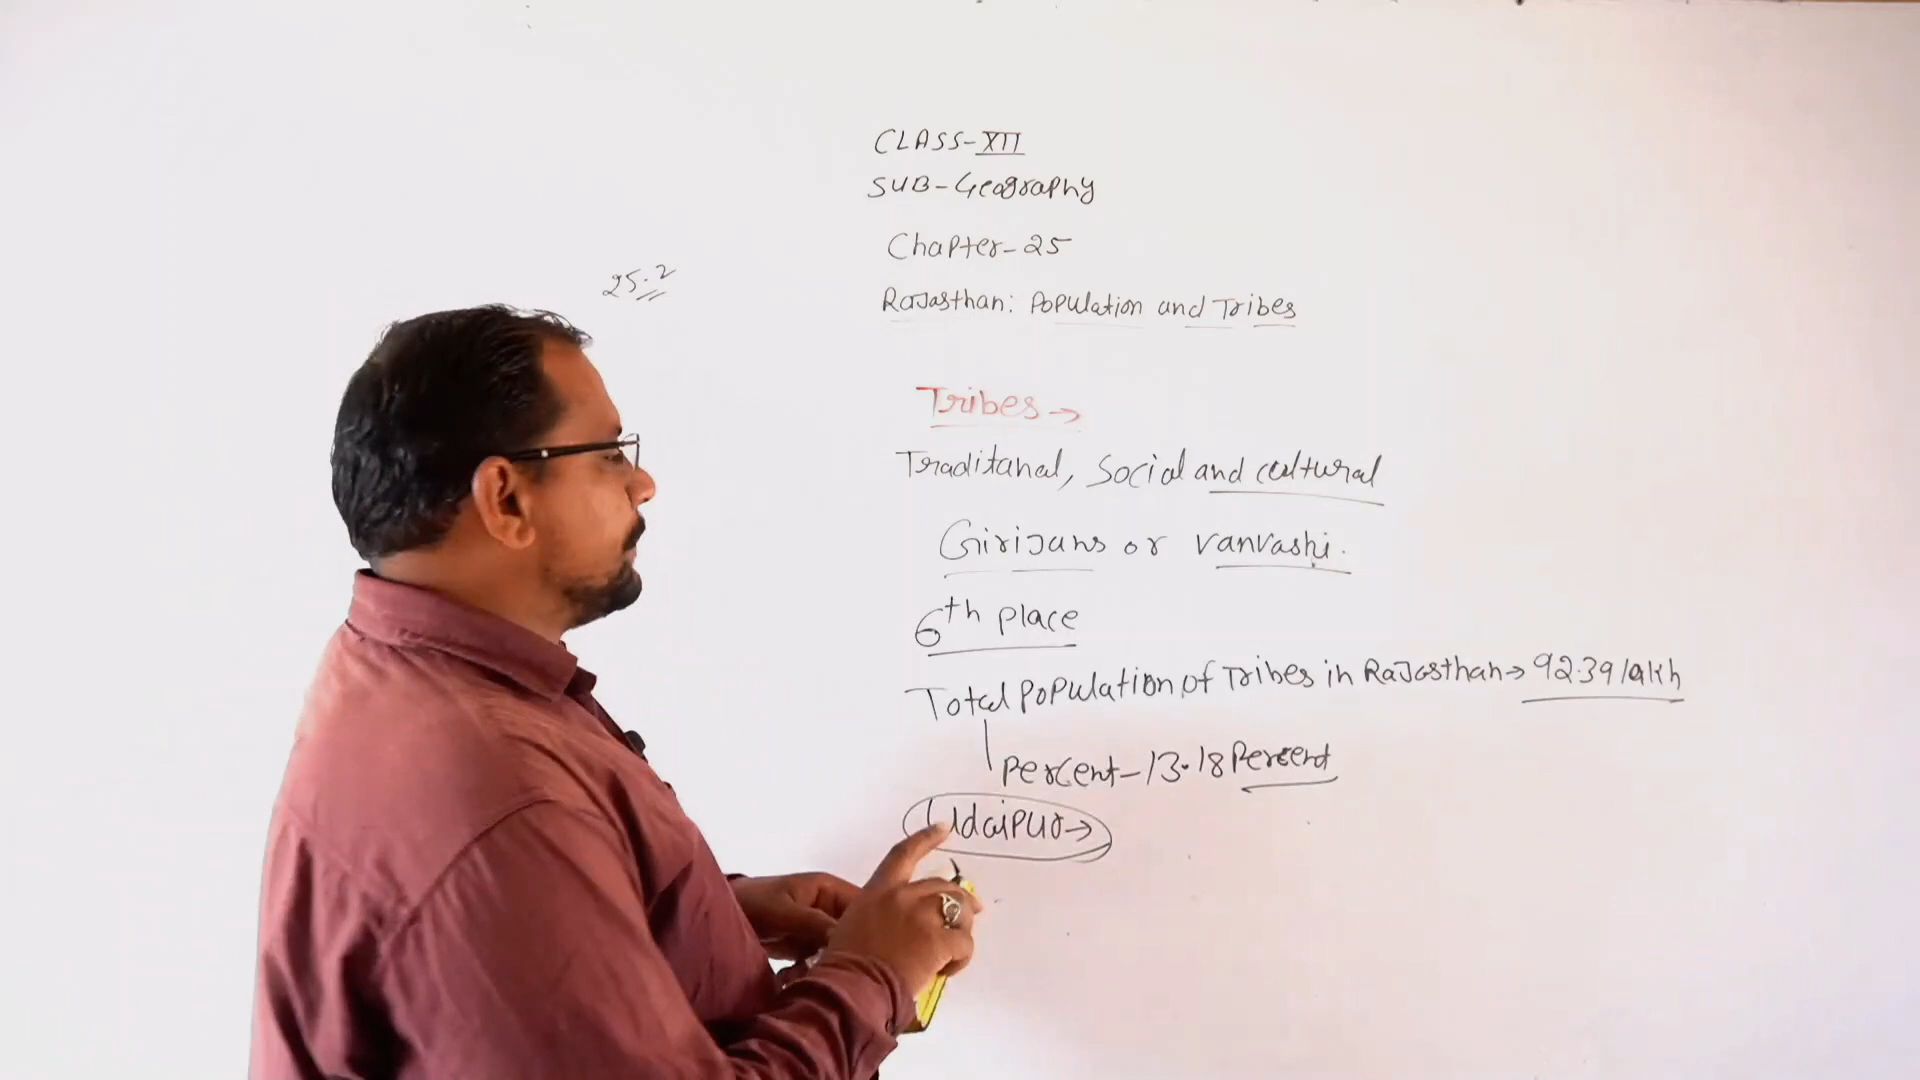 CLASS-XII
SUB-Geography
Chapter-25
25.2
Rajasthan: Population and Tribes
Tribes→
Traditanal, Social and cultural
Girijans or vanvashi.
6th place
Total Population of Tribes in Rajasthan→92.39 lakh
Percent-13.18 Percent
Udaipur→